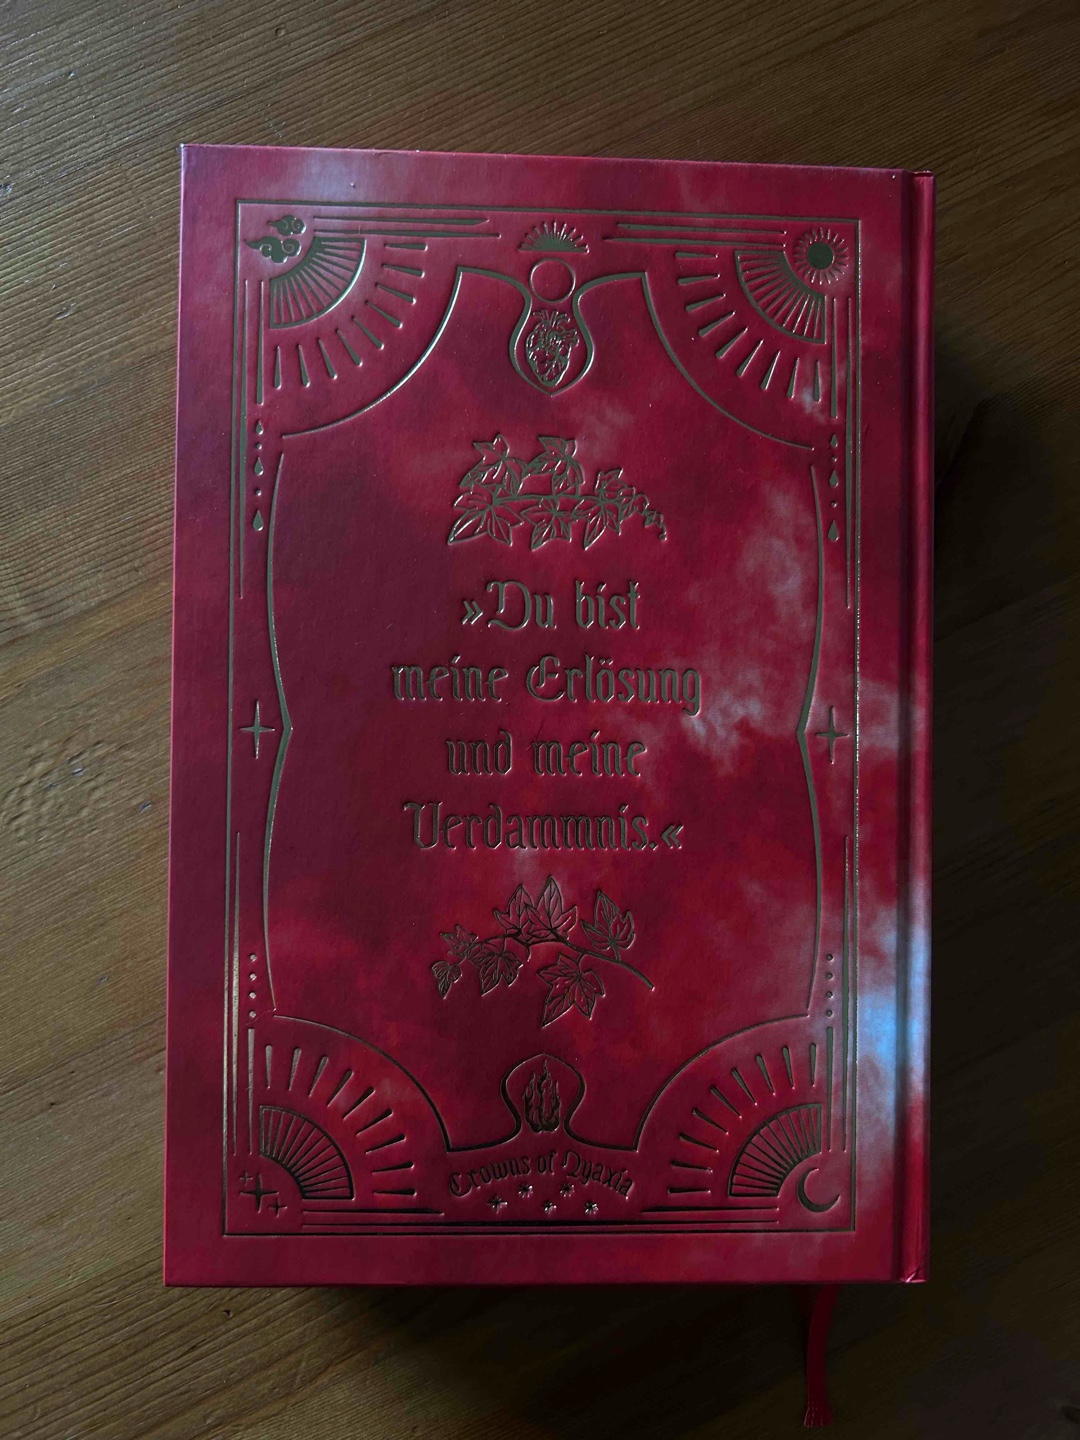 »Du bist
meine Erlösung
und meine
Verdammnis.«
Crowns of Nyaxia